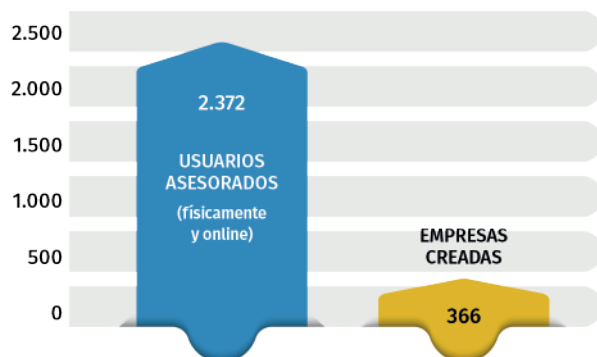 2.500
2.000
1.500
1.000
500
0
2.372
USUARIOS
ASESORADOS
(físicamente
y online)
EMPRESAS
CREADAS
366